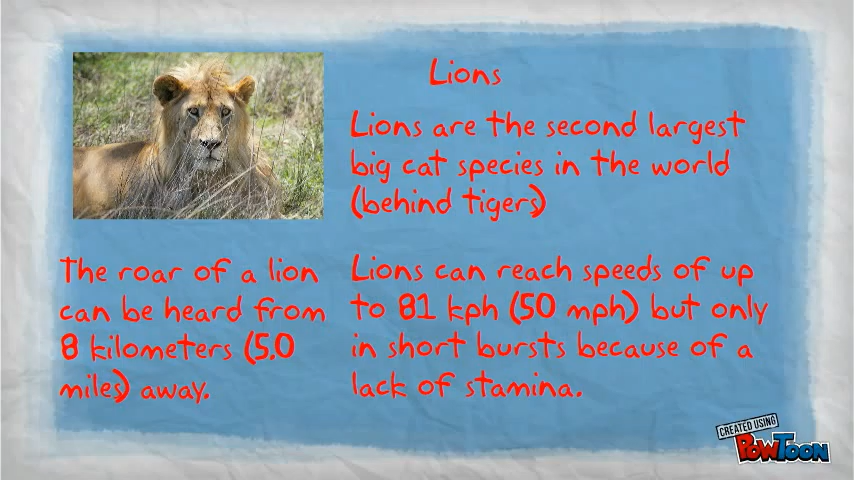 Lions
Lions are the second largest
big cat species in the world
(behind tigers)
The roar of a lion
can be heard from
8 kilometers (5.0
miles) away.
Lions can reach speeds of up
to 81 kph (50 mph) but only
in short bursts because of a
lack of stamina.
CREATED USING
POWTOON